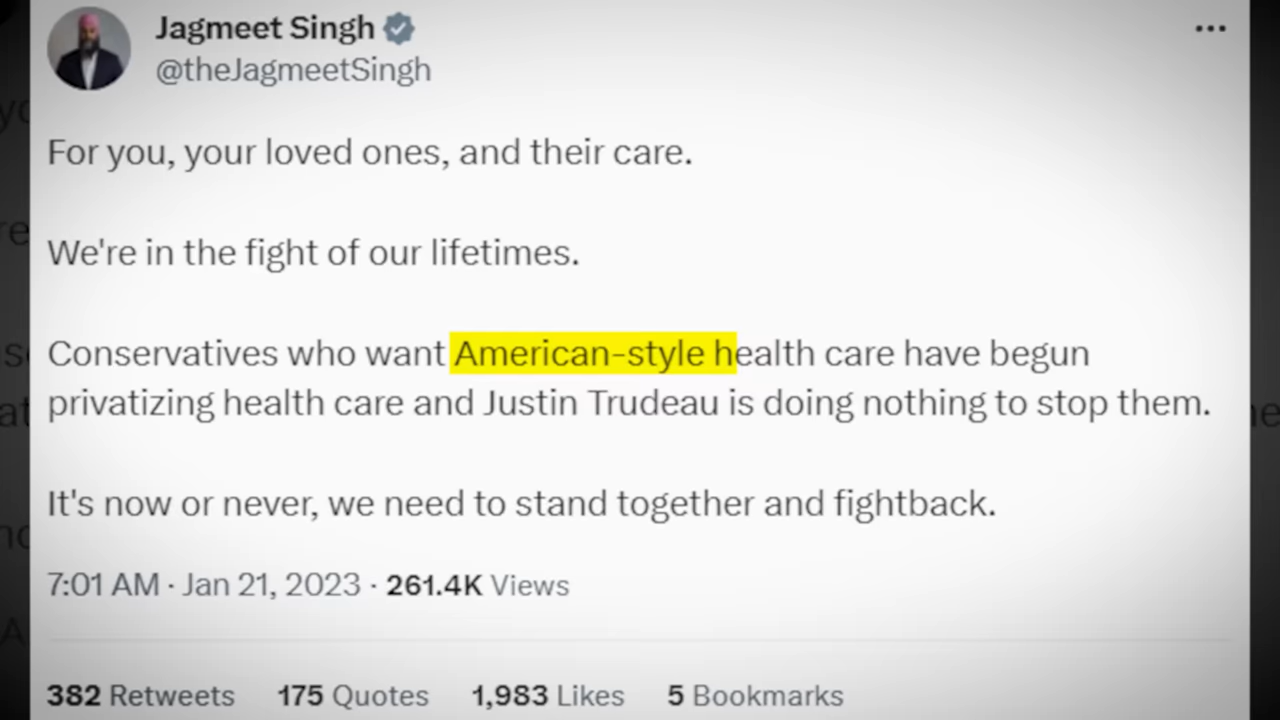 Jagmeet Singh
@theJagmeetSingh
For you, your loved ones, and their care.
We're in the fight of our lifetimes.
Conservatives who want American-style health care have begun
privatizing health care and Justin Trudeau is doing nothing to stop them.
It's now or never, we need to stand together and fightback.
7:01 AM · Jan 21, 2023 · 261.4K Views
382 Retweets 175 Quotes 1,983 Likes 5 Bookmarks